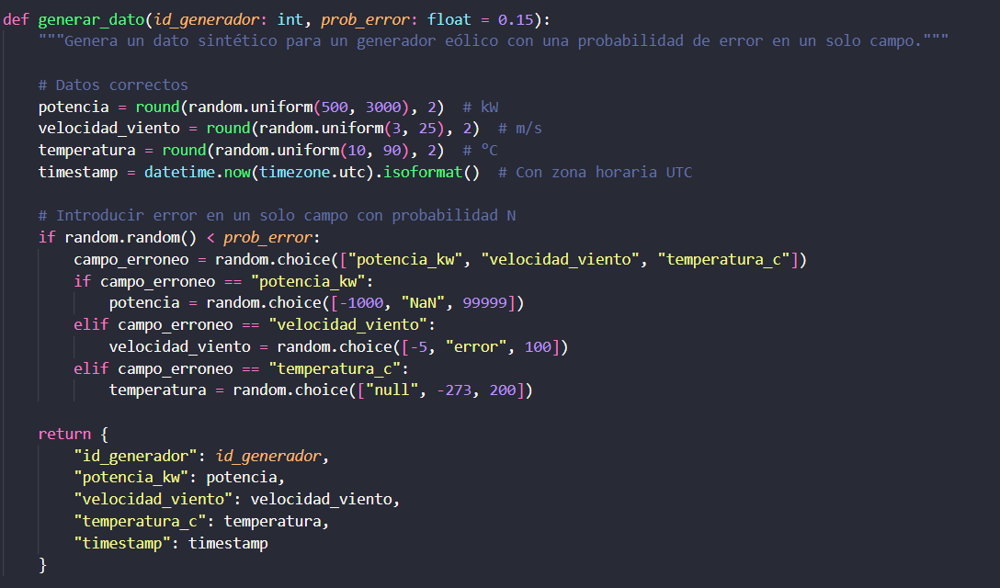 def generar_dato(id_generador: int, prob_error: float = 0.15):
    """Genera un dato sintético para un generador eólico con una probabilidad de error en un solo campo."""

    # Datos correctos
    potencia = round(random.uniform(500, 3000), 2)  # kW
    velocidad_viento = round(random.uniform(3, 25), 2)  # m/s
    temperatura = round(random.uniform(10, 90), 2)  # °C
    timestamp = datetime.now(timezone.utc).isoformat()  # Con zona horaria UTC

    # Introducir error en un solo campo con probabilidad N
    if random.random() < prob_error:
        campo_erroneo = random.choice(["potencia_kw", "velocidad_viento", "temperatura_c"])
        if campo_erroneo == "potencia_kw":
            potencia = random.choice([-1000, "NaN", 99999])
        elif campo_erroneo == "velocidad_viento":
            velocidad_viento = random.choice([-5, "error", 100])
        elif campo_erroneo == "temperatura_c":
            temperatura = random.choice(["null", -273, 200])

    return {
        "id_generador": id_generador,
        "potencia_kw": potencia,
        "velocidad_viento": velocidad_viento,
        "temperatura_c": temperatura,
        "timestamp": timestamp
    }